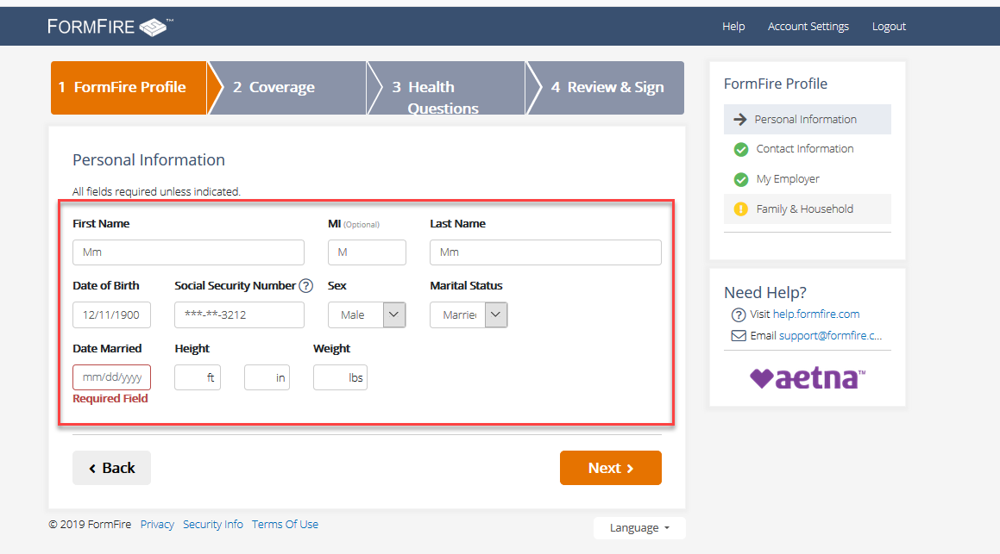 FORMFIRE™
Help Account Settings Logout
1 FormFire Profile
2 Coverage
3 Health
Questions
4 Review & Sign
Personal Information
All fields required unless indicated.
First Name MI (Optional) Last Name
Mm M Mm
Date of Birth Social Security Number ? Sex Marital Status
12/11/1900 ***-**-3212 Male Married
Date Married Height Weight
mm/dd/yyyy ft in lbs
Required Field
Back Next
FormFire Profile
Personal Information
Contact Information
My Employer
! Family & Household
Need Help?
? Visit help.formfire.com
Email support@formfire.c...
aetna™
© 2019 FormFire Privacy Security Info Terms Of Use
Language